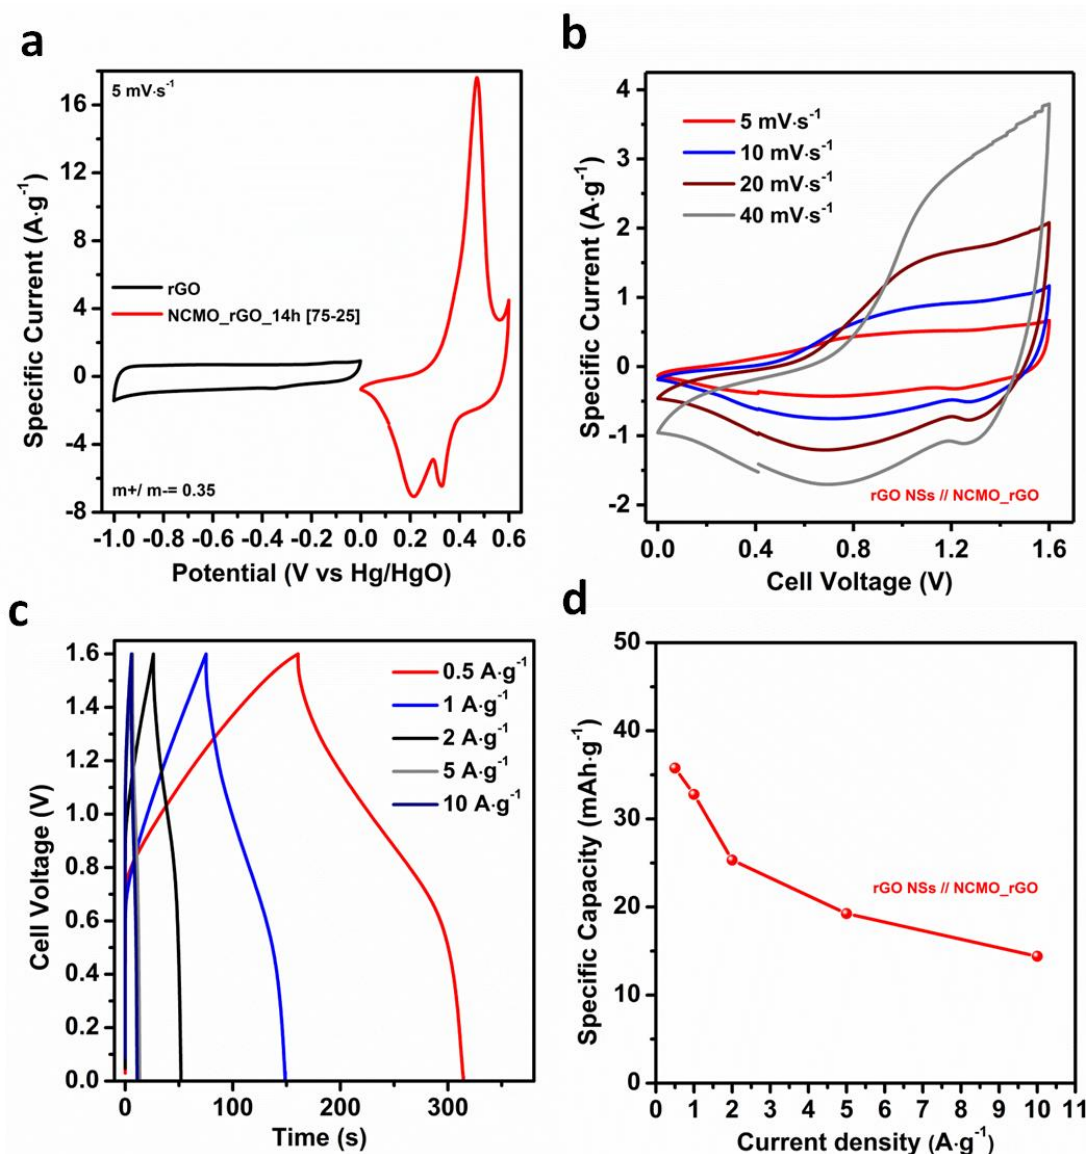 a
5 mV·s⁻¹
rGO
NCMO_rGO_14h [75-25]
m+/ m-= 0.35
Specific Current (A·g⁻¹)
16
12
8
4
0
-4
-8
-1.0 -0.8 -0.6 -0.4 -0.2 0.0 0.2 0.4 0.6
Potential (V vs Hg/HgO)
b
5 mV·s⁻¹
10 mV·s⁻¹
20 mV·s⁻¹
40 mV·s⁻¹
rGO NSs // NCMO_rGO
Specific Current (A·g⁻¹)
4
3
2
1
0
-1
-2
0.0 0.4 0.8 1.2 1.6
Cell Voltage (V)
c
0.5 A·g⁻¹
1 A·g⁻¹
2 A·g⁻¹
5 A·g⁻¹
10 A·g⁻¹
Cell Voltage (V)
1.6
1.4
1.2
1.0
0.8
0.6
0.4
0.2
0.0
0 100 200 300
Time (s)
d
rGO NSs // NCMO_rGO
Specific Capacity (mAh·g⁻¹)
50
40
30
20
10
0
0 1 2 3 4 5 6 7 8 9 10 11
Current density (A·g⁻¹)